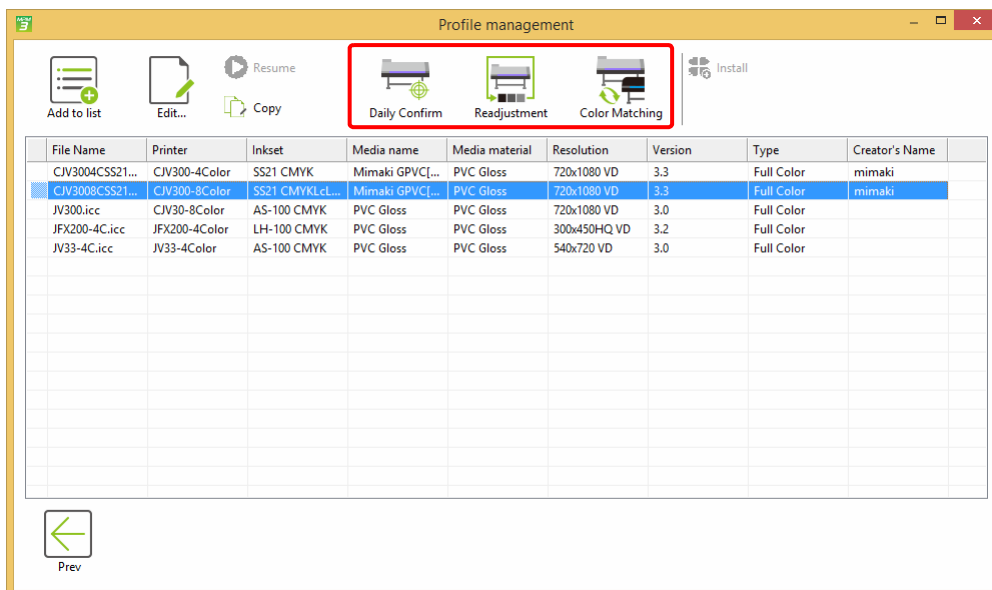 Profile management
Add to list
Edit...
Resume
Copy
Daily Confirm
Readjustment
Color Matching
Install
File Name Printer Inkset Media name Media material Resolution Version Type Creator's Name
CJV3004CSS21... CJV300-4Color SS21 CMYK Mimaki GPVC[... PVC Gloss 720x1080 VD 3.3 Full Color mimaki
CJV3008CSS21... CJV300-8Color SS21 CMYKLcL... Mimaki GPVC[... PVC Gloss 720x1080 VD 3.3 Full Color mimaki
JV300.icc CJV30-8Color AS-100 CMYK PVC Gloss PVC Gloss 720x1080 VD 3.0 Full Color
JFX200-4C.icc JFX200-4Color LH-100 CMYK PVC Gloss PVC Gloss 300x450HQ VD 3.2 Full Color
JV33-4C.icc JV33-4Color AS-100 CMYK PVC Gloss PVC Gloss 540x720 VD 3.0 Full Color
Prev